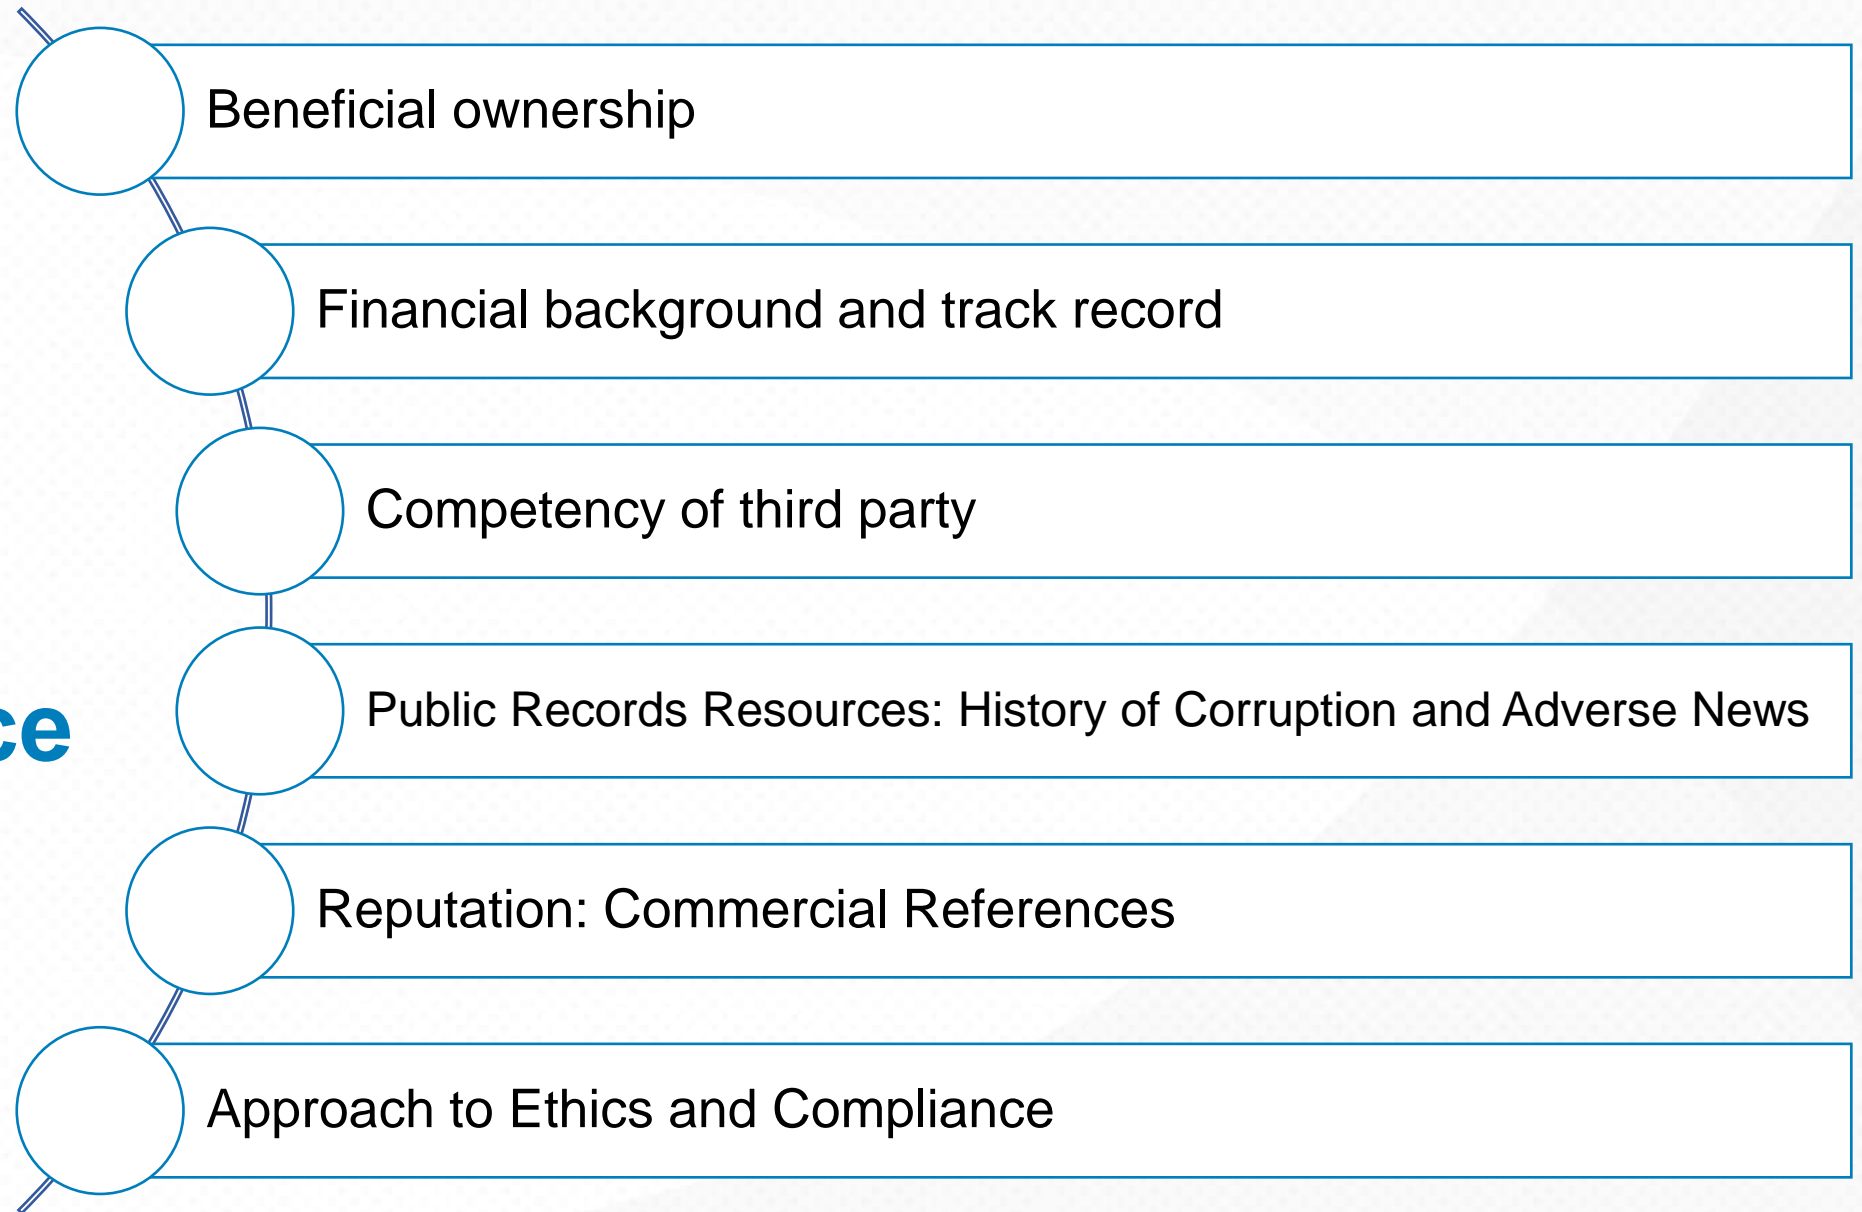 Beneficial ownership
Financial background and track record
Competency of third party
Public Records Resources: History of Corruption and Adverse News
Reputation: Commercial References
Approach to Ethics and Compliance